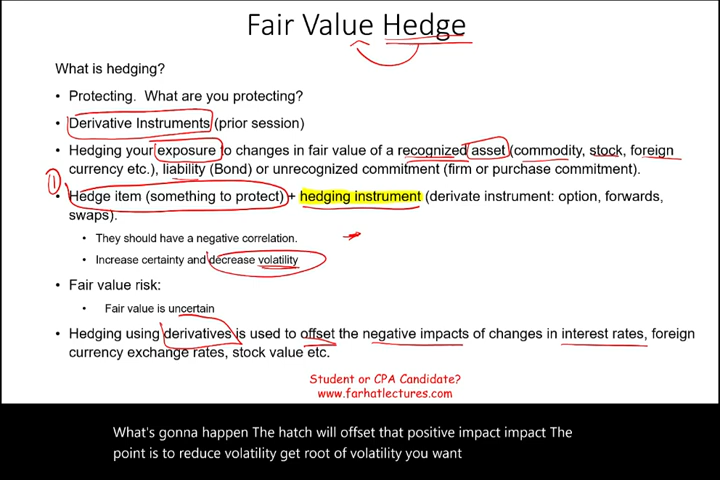 Fair Value Hedge
What is hedging?
• Protecting. What are you protecting?
• Derivative Instruments (prior session)
• Hedging your exposure to changes in fair value of a recognized asset (commodity, stock, foreign
currency etc.), liability (Bond) or unrecognized commitment (firm or purchase commitment).
1
• Hedge item (something to protect) + hedging instrument (derivate instrument: option, forwards,
swaps).
• They should have a negative correlation.
• Increase certainty and decrease volatility
• Fair value risk:
• Fair value is uncertain
• Hedging using derivatives is used to offset the negative impacts of changes in interest rates, foreign
currency exchange rates, stock value etc.
Student or CPA Candidate?
www.farhatlectures.com
What's gonna happen The hatch will offset that positive impact impact The
point is to reduce volatility get root of volatility you want